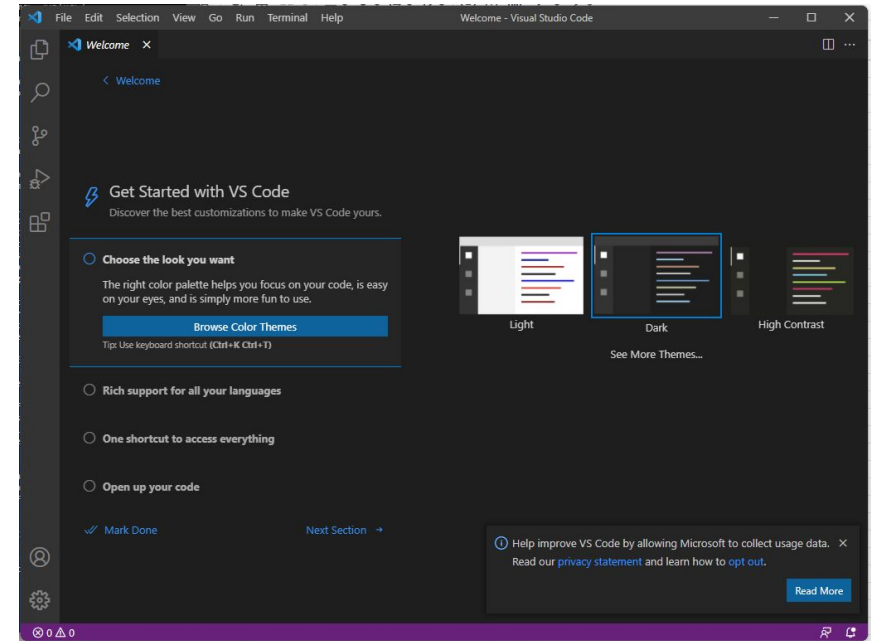 File Edit Selection View Go Run Terminal Help
Welcome - Visual Studio Code
Welcome
Welcome
Get Started with VS Code
Discover the best customizations to make VS Code yours.
Choose the look you want
The right color palette helps you focus on your code, is easy
on your eyes, and is simply more fun to use.
Browse Color Themes
Tip: Use keyboard shortcut (Ctrl+K Ctrl+T)
Light
Dark
High Contrast
See More Themes...
Rich support for all your languages
One shortcut to access everything
Open up your code
Mark Done
Next Section →
Help improve VS Code by allowing Microsoft to collect usage data.
Read our privacy statement and learn how to opt out.
Read More
0 0